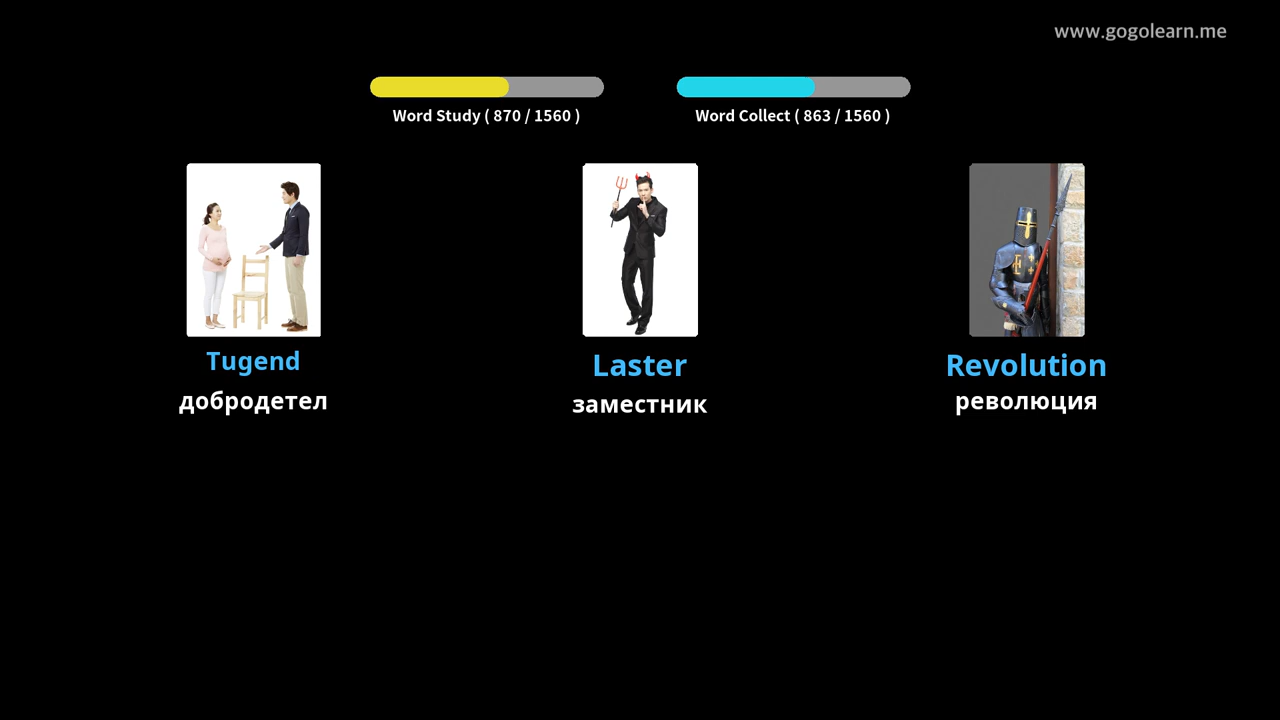 www.gogolearn.me
Word Study ( 870 / 1560 )
Word Collect ( 863 / 1560 )
Tugend
Laster
Revolution
добродетел
заместник
революция